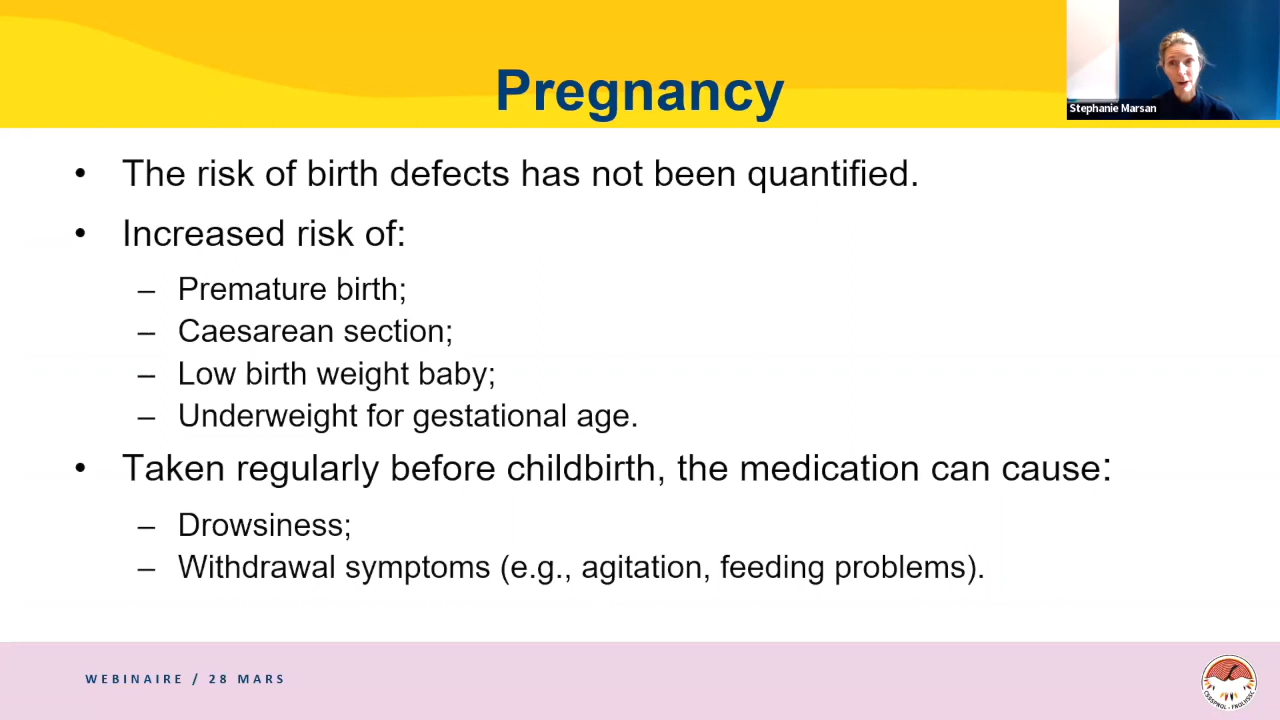 Pregnancy
Stephanie Marsan
• The risk of birth defects has not been quantified.
• Increased risk of:
– Premature birth;
– Caesarean section;
– Low birth weight baby;
– Underweight for gestational age.
• Taken regularly before childbirth, the medication can cause:
– Drowsiness;
– Withdrawal symptoms (e.g., agitation, feeding problems).
WEBINAIRE / 28 MARS
CSSSPNQL - FNQLHSSC